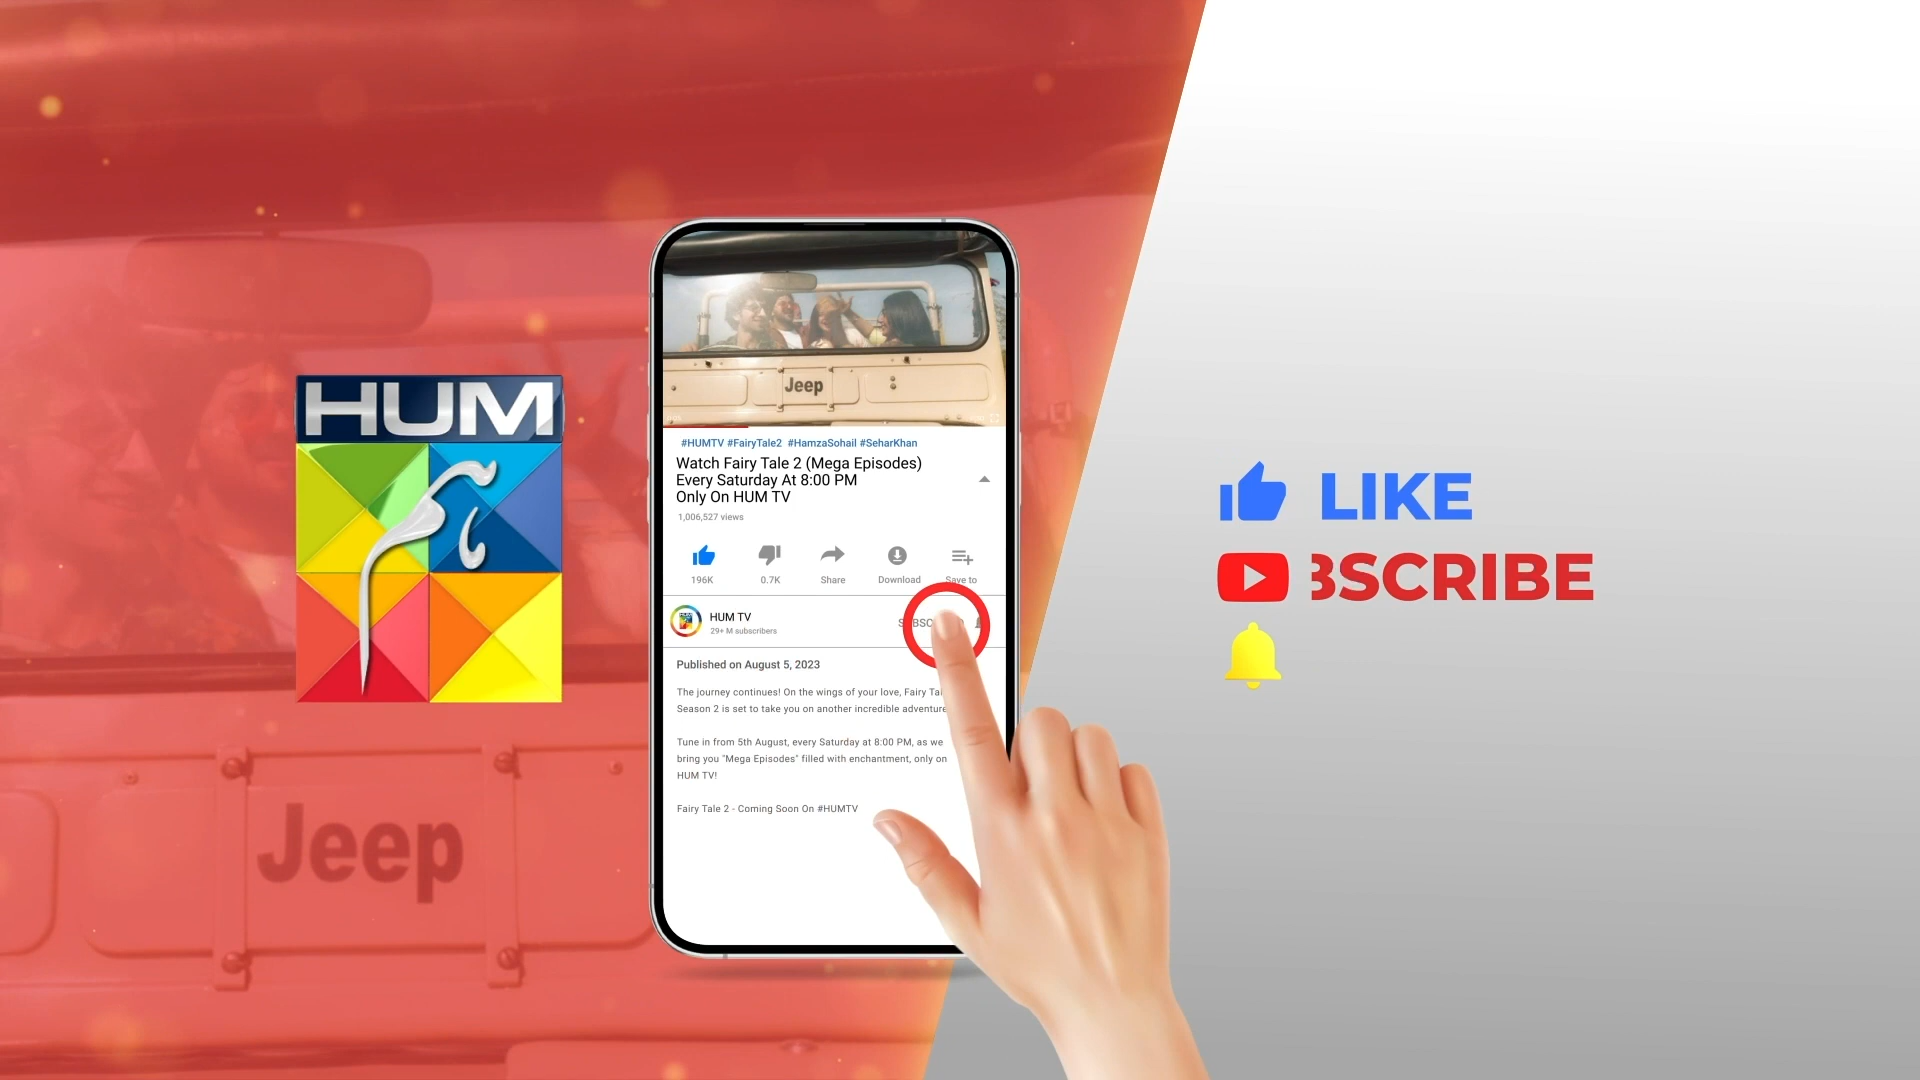 HUM
Jeep
Jeep
#HUMTV #FairyTale2 #HamzaSohail #SeharKhan
Watch Fairy Tale 2 (Mega Episodes)
Every Saturday At 8:00 PM
Only On HUM TV
1,006,527 views
196K
0.7K
Share
Download
Save to
HUM TV
29+ M subscribers
Published on August 5, 2023
The journey continues! On the wings of your love, Fairy
Season 2 is set to take you on another incredible adventure
Tune in from 5th August, every Saturday at 8:00 PM, as we
bring you "Mega Episodes" filled with enchantment, only on
HUM TV!
Fairy Tale 2 - Coming Soon On #HUMTV
LIKE
BSCRIBE